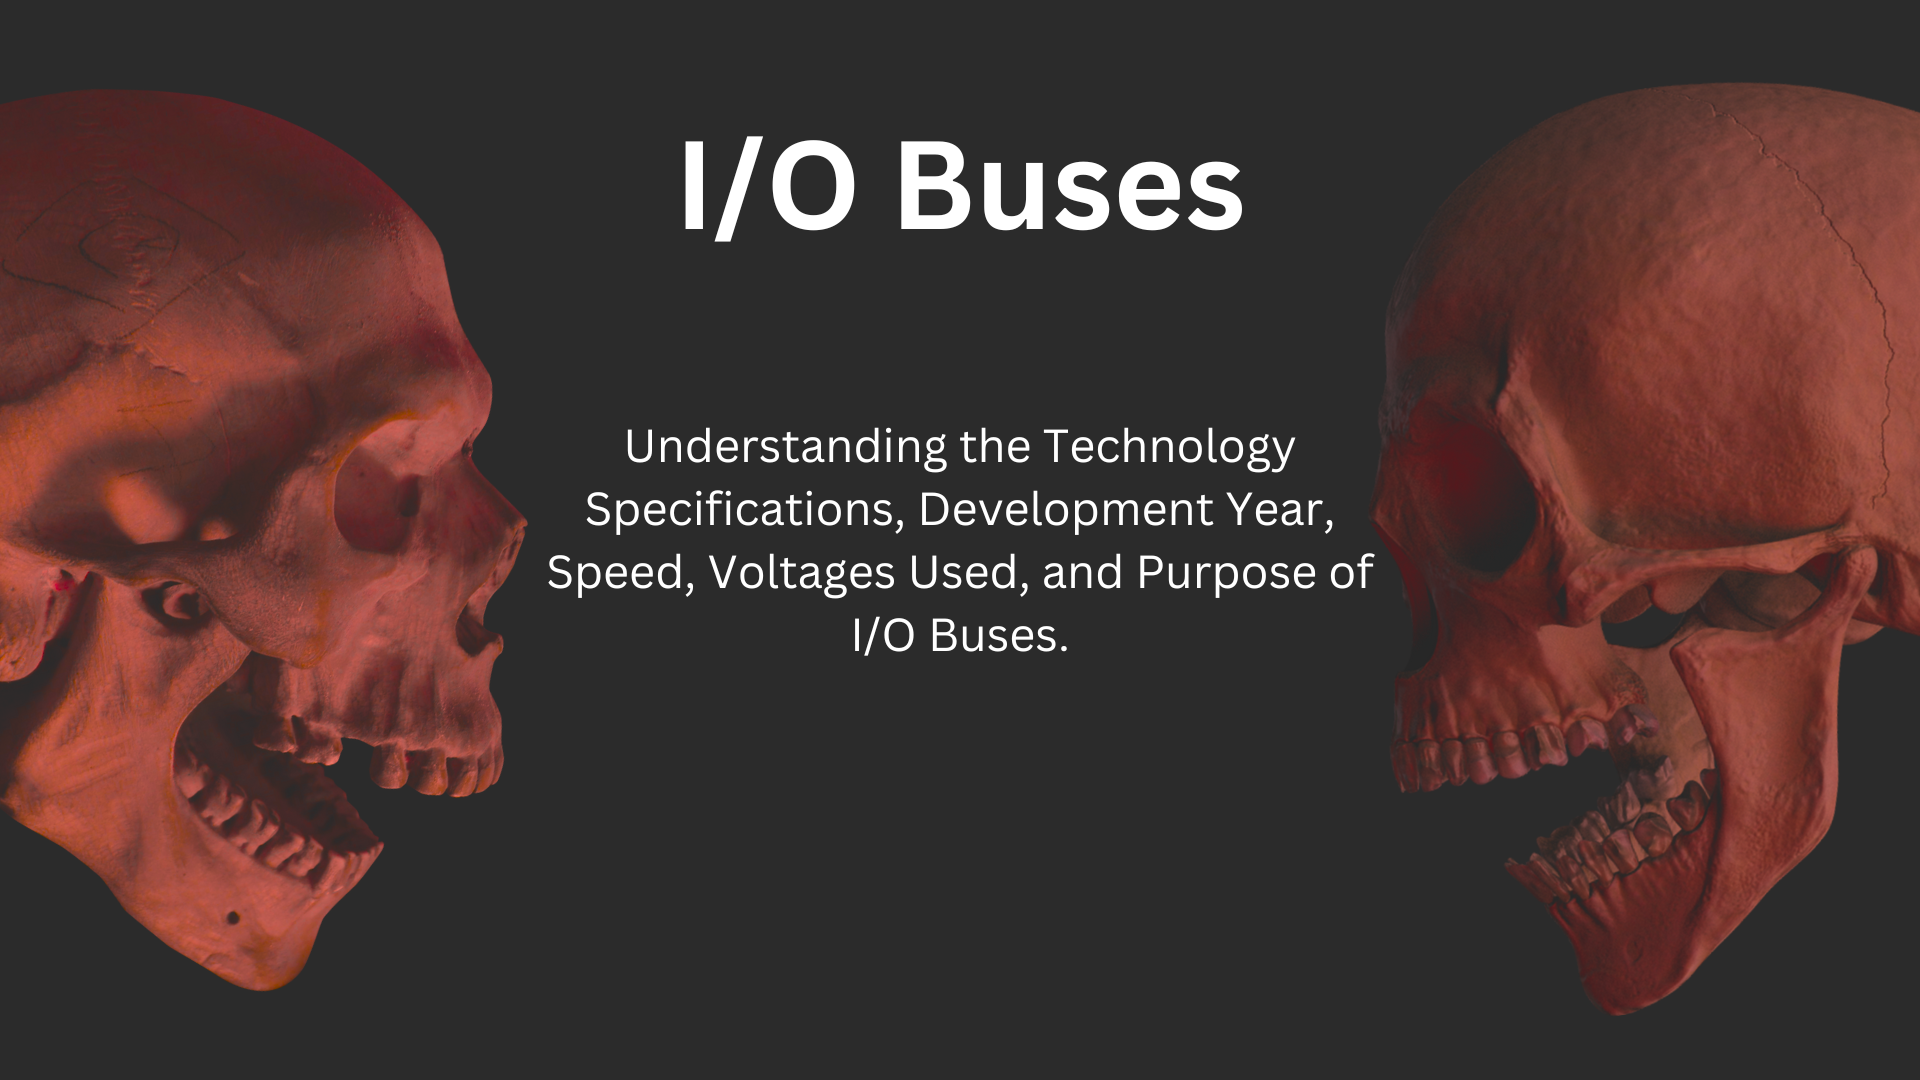 I/O Buses
Understanding the Technology
Specifications, Development Year,
Speed, Voltages Used, and Purpose of
I/O Buses.